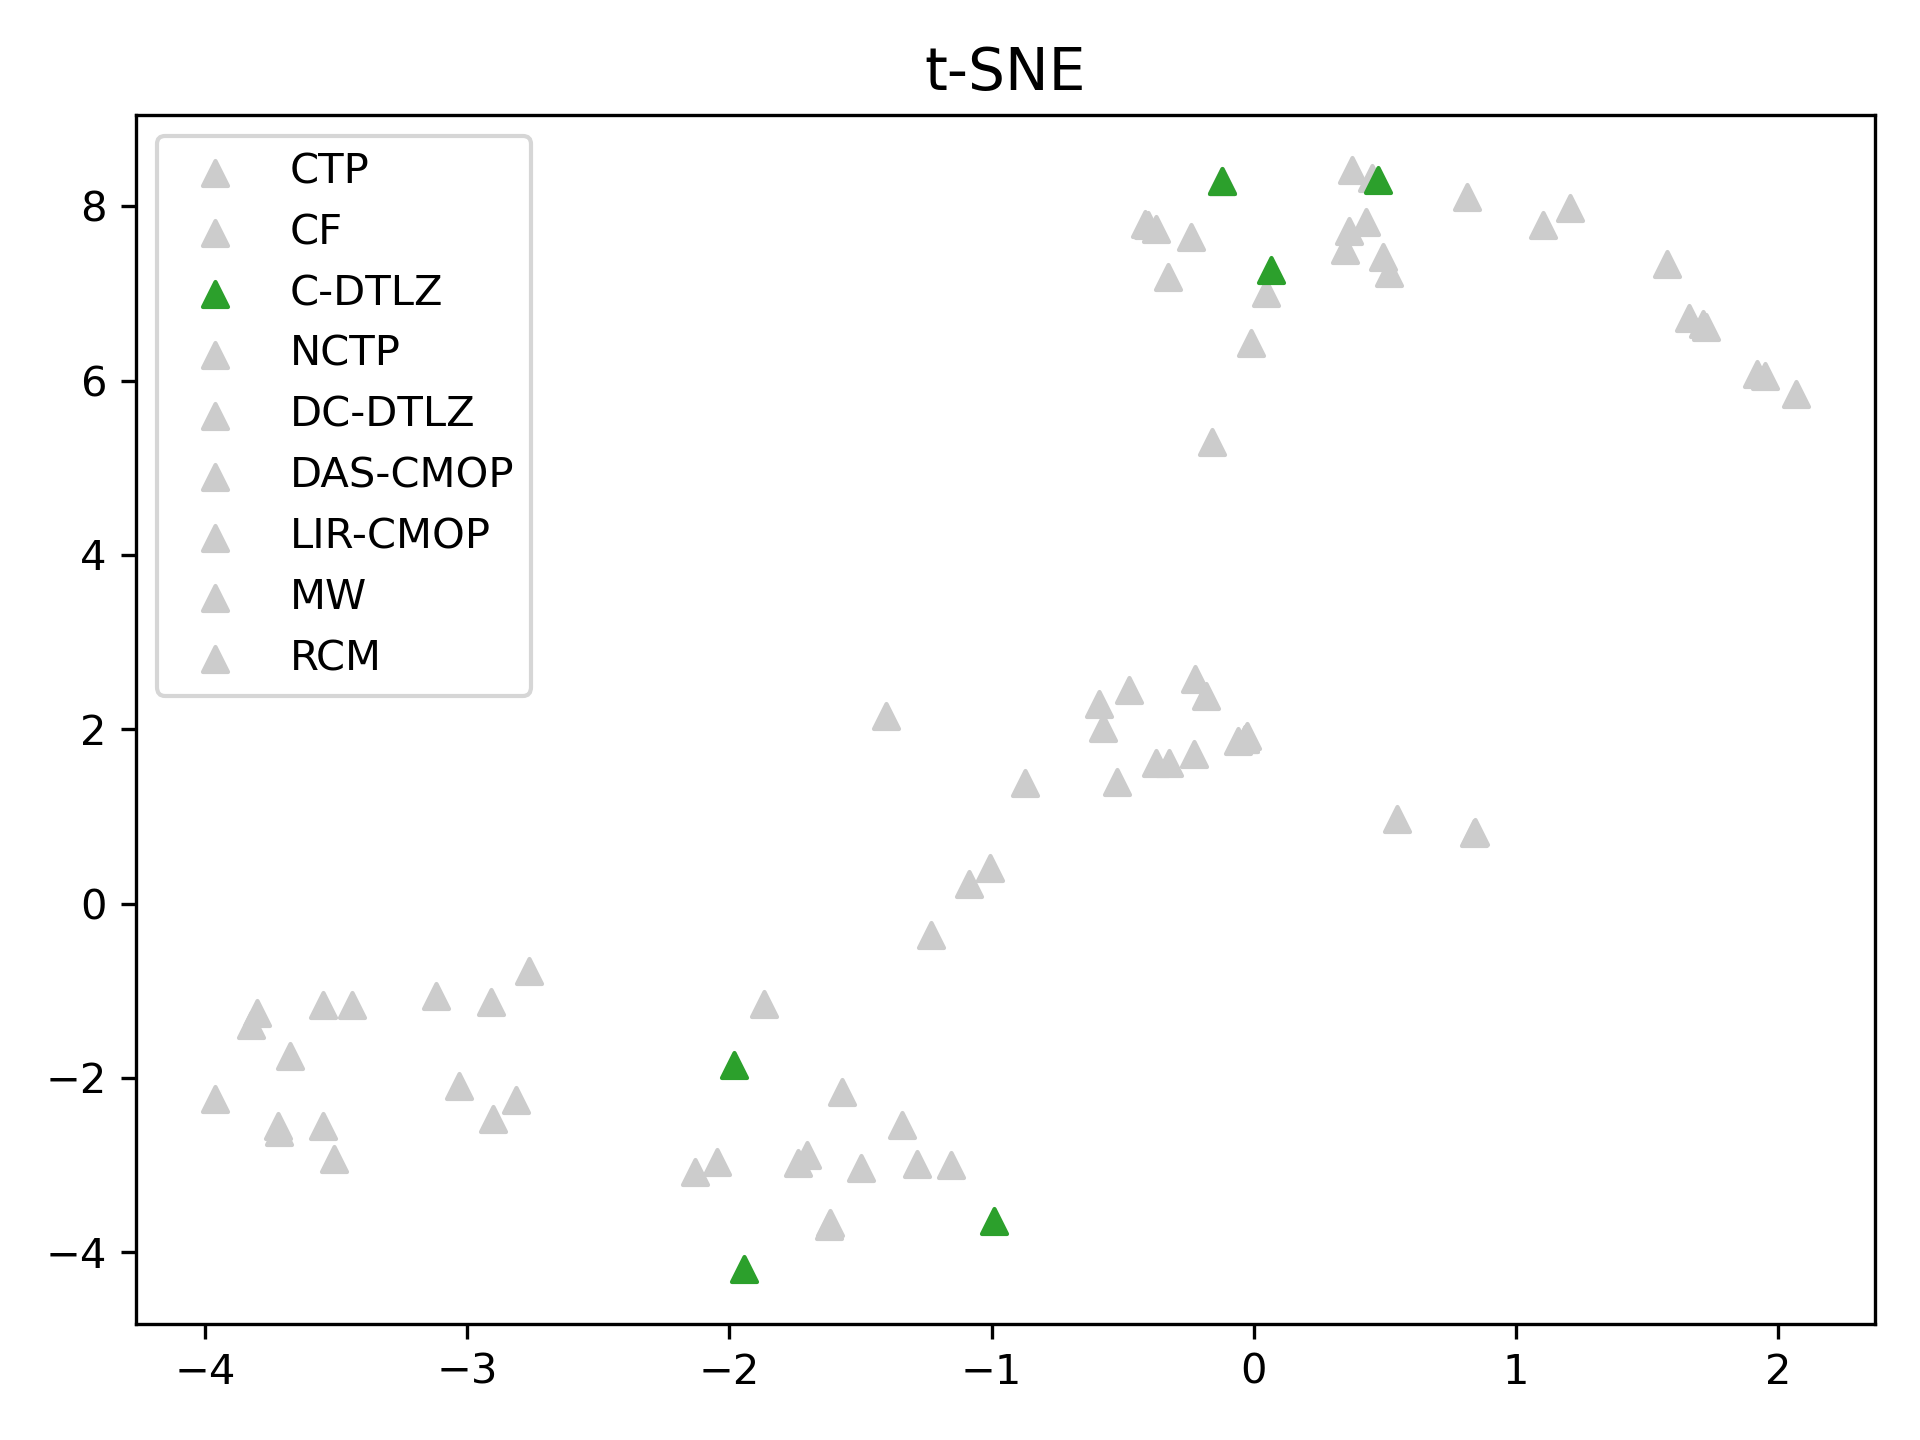 t-SNE
CTP
CF
C-DTLZ
NCTP
DC-DTLZ
DAS-CMOP
LIR-CMOP
MW
RCM
8
6
4
2
0
−2
−4
−4 −3 −2 −1 0 1 2